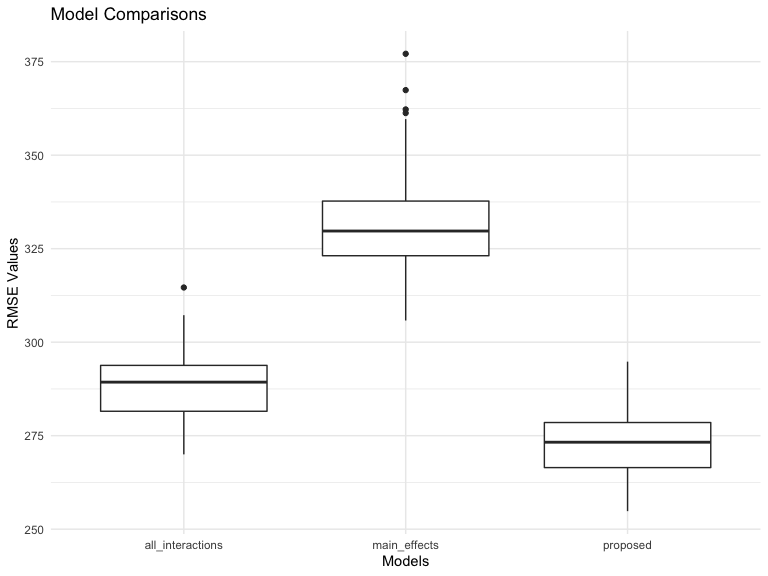 Model Comparisons
375
350
325
300
275
250
RMSE Values
all_interactions
main_effects
proposed
Models